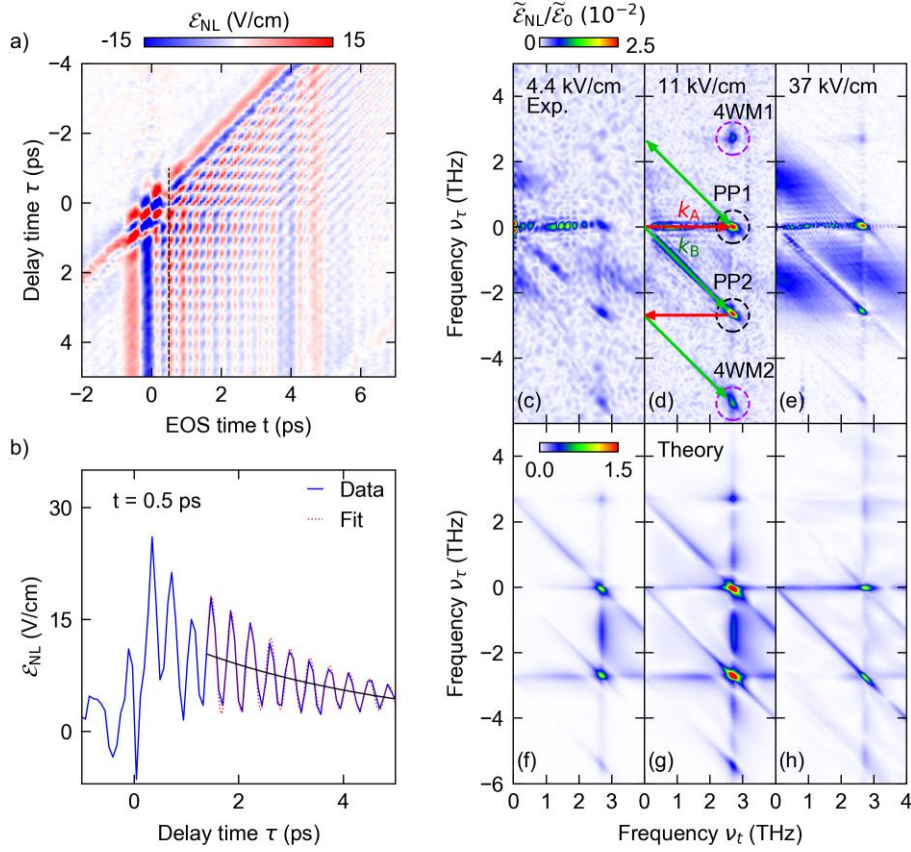 a)
ℰNL (V/cm)
-15
15
-4
-2
0
2
4
Delay time τ (ps)
-2
0
2
4
6
EOS time t (ps)
b)
t = 0.5 ps
Data
Fit
30
15
0
ℰNL (V/cm)
0
2
4
Delay time τ (ps)
ℰ̃NL/ℰ̃0 (10⁻²)
0
2.5
4.4 kV/cm
Exp.
11 kV/cm
37 kV/cm
4WM1
PP1
kA
kB
PP2
4WM2
4
2
0
-2
-4
Frequency ντ (THz)
(c)
(d)
(e)
0.0
1.5
Theory
4
2
0
-2
-4
-6
Frequency ντ (THz)
(f)
(g)
(h)
0
1
2
3
0
1
2
3
0
1
2
3
4
Frequency νt (THz)